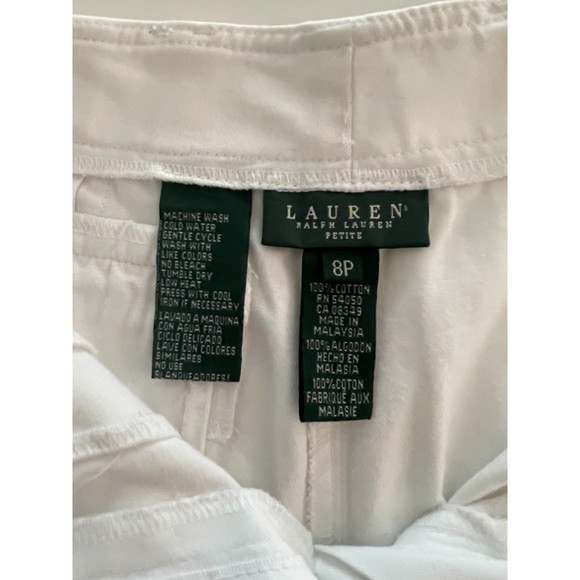 MACHINE WASH
COLD WATER
GENTLE CYCLE
WASH WITH
LIKE COLORS
NO BLEACH
TUMBLE DRY
LOW HEAT
PRESS WITH COOL
IRON IF NECESSARY
LAVADO A MAQUINA
CON AGUA FRIA
CICLO DELICADO
LAVE CON COLORES
SIMILARES
NO USE
BLANQUEADORES!
LAUREN®
RALPH LAUREN
PETITE
8P
100% COTTON
RN 54050
CA 08349
MADE IN
MALAYSIA
100% ALGODON
HECHO EN
MALASIA
100% COTON
FABRIQUE AUX
MALASIE